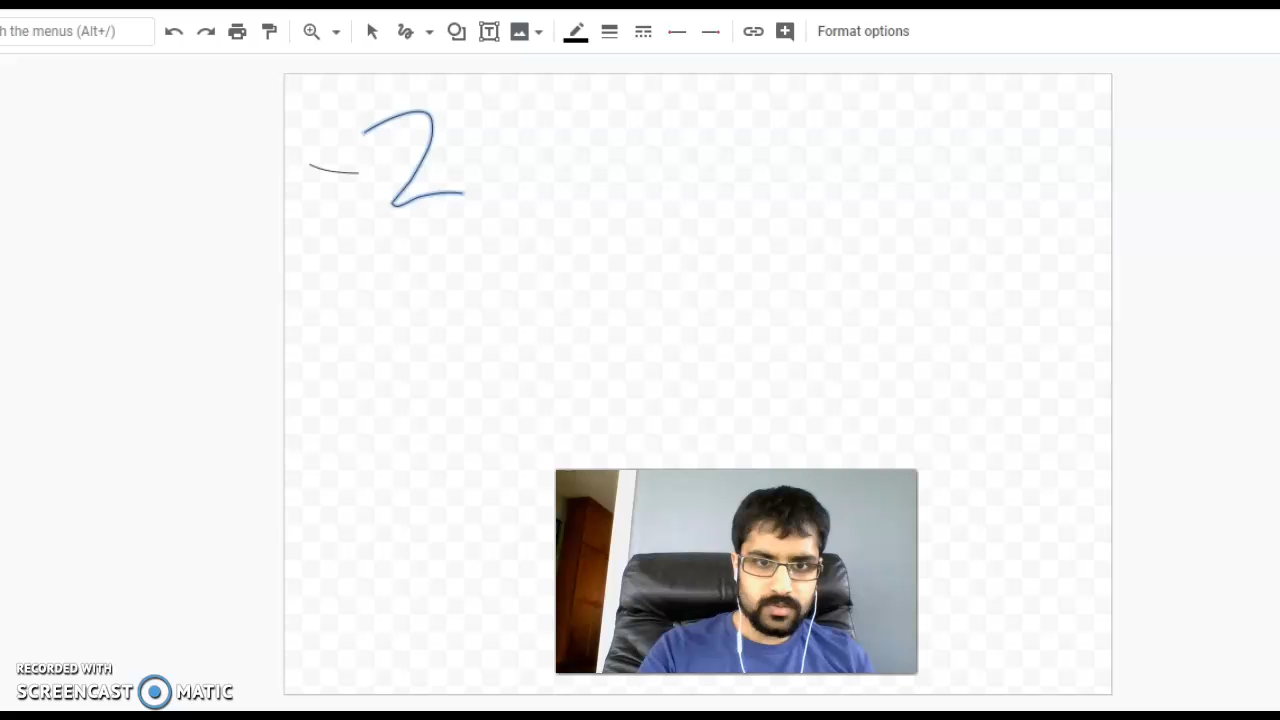 h the menus (Alt+/)
Format options
-2
RECORDED WITH
SCREENCAST MATIC